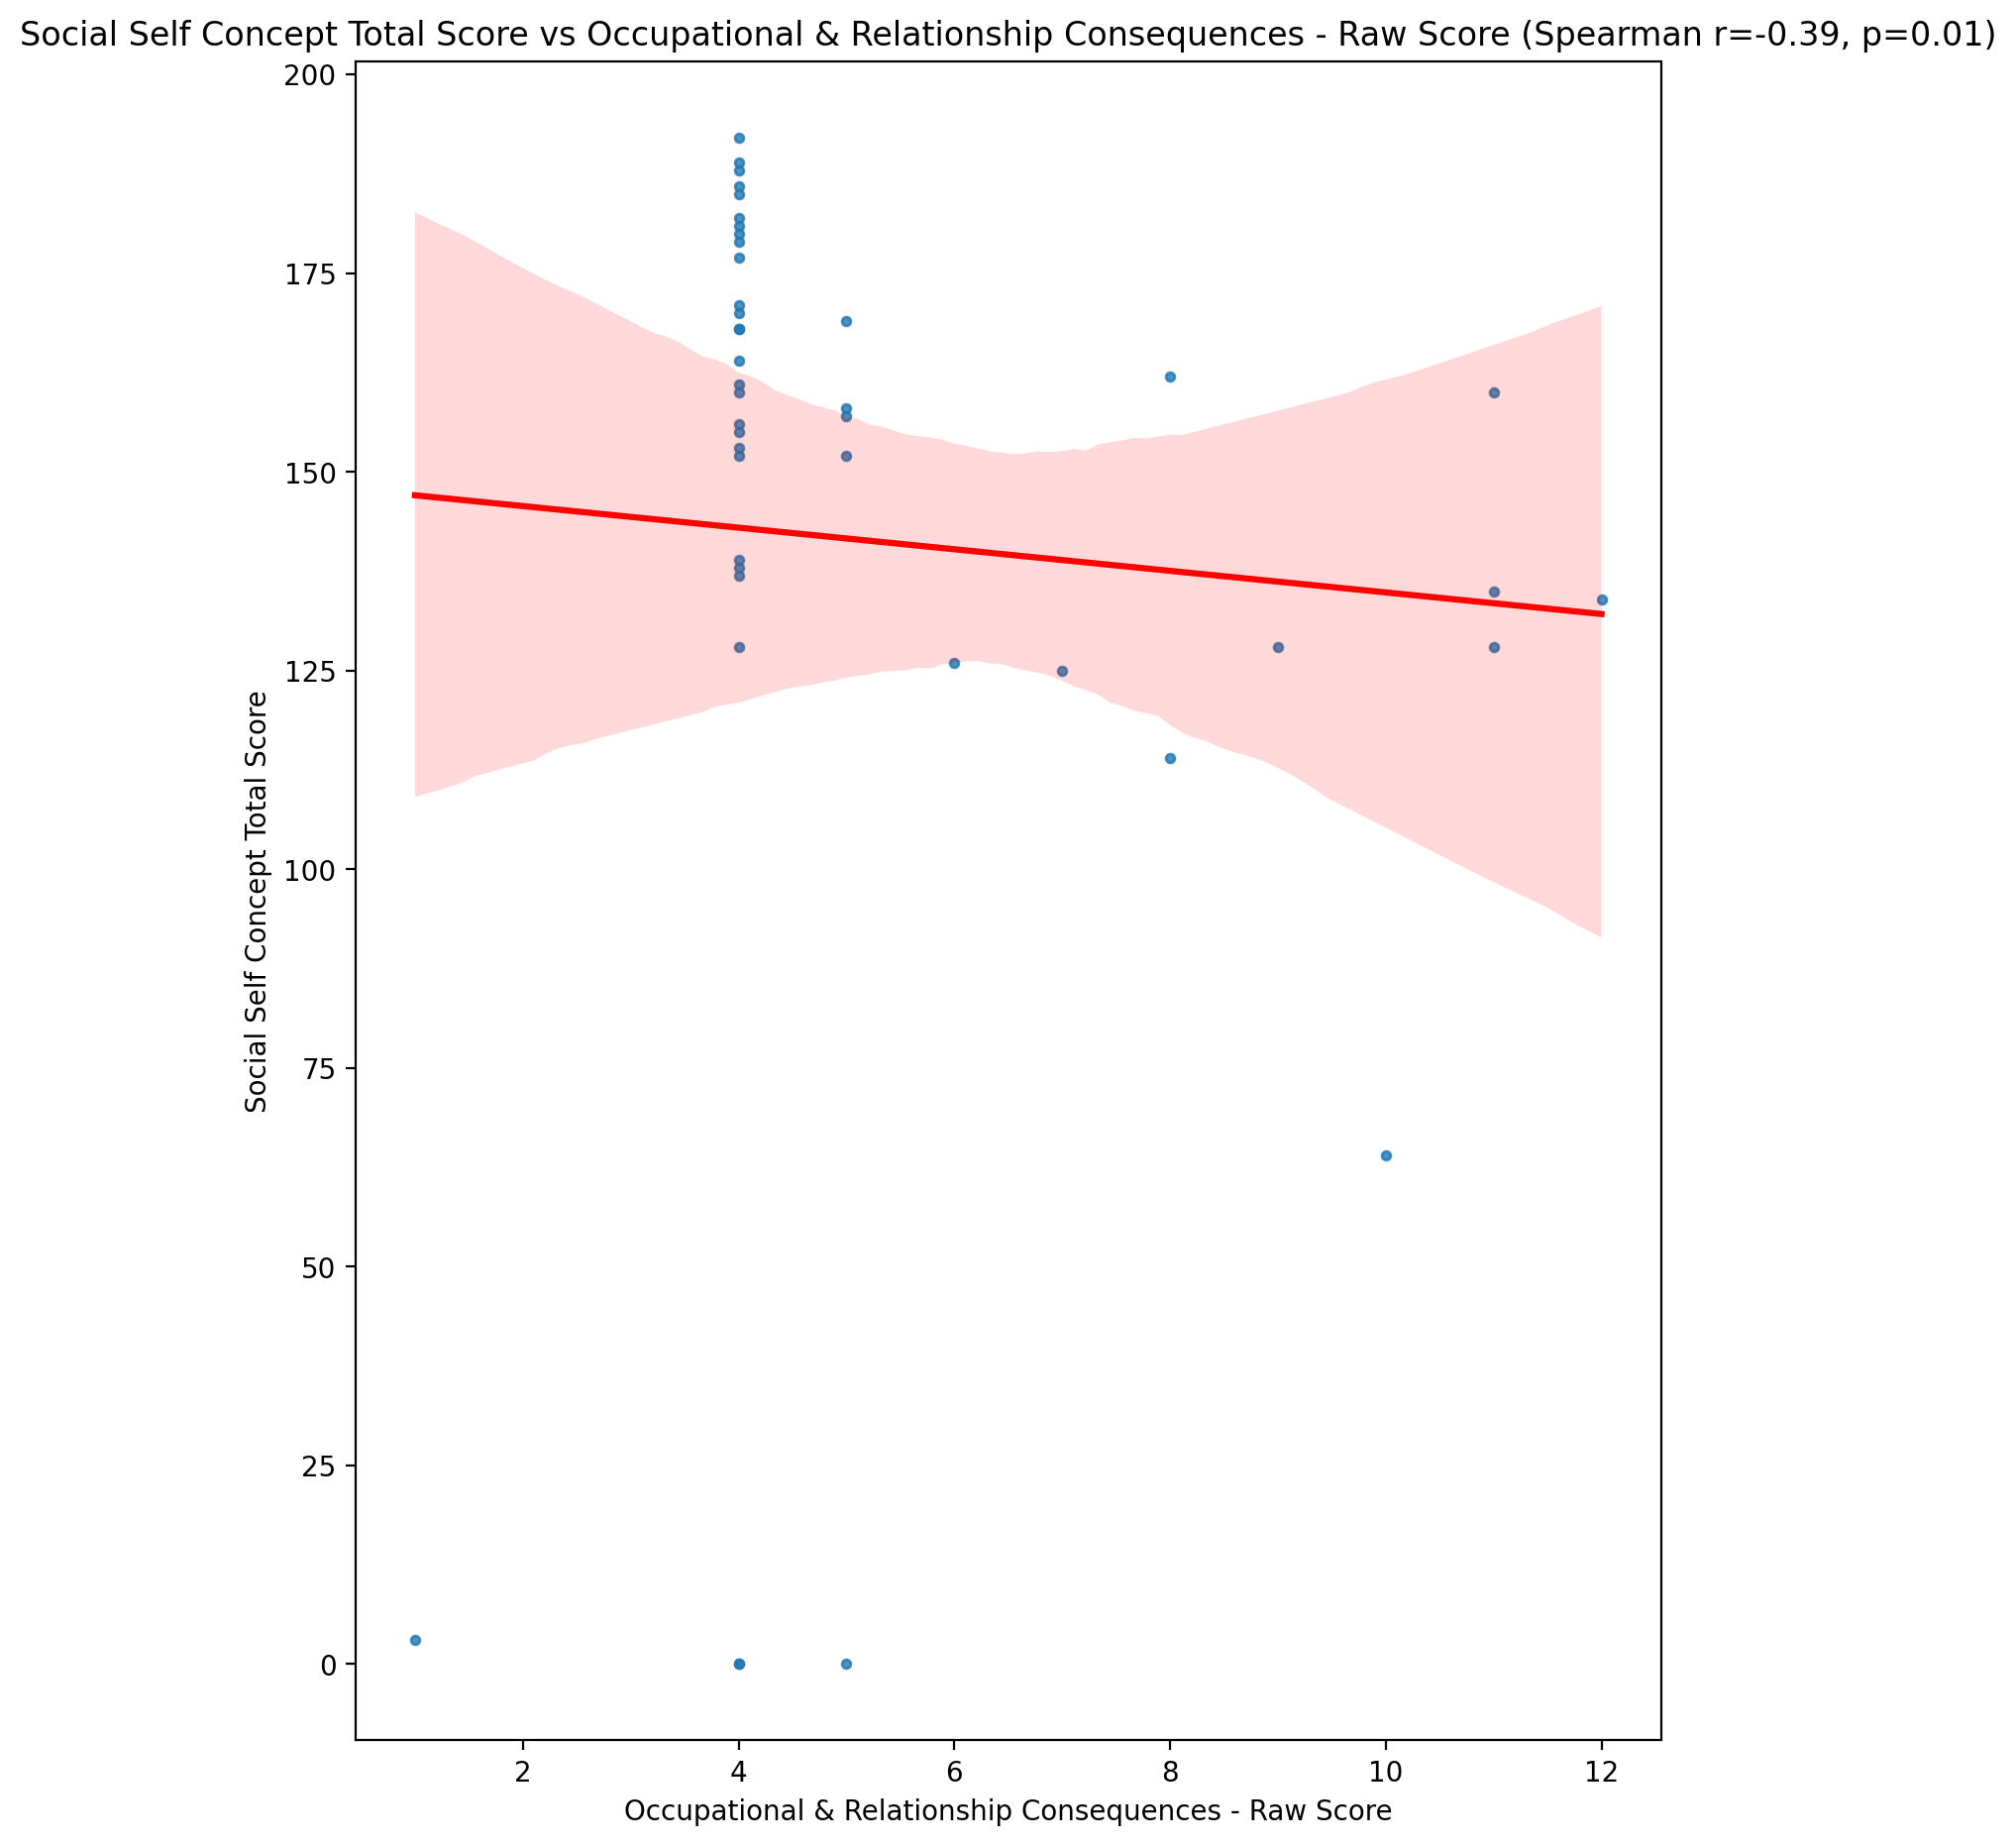 Social Self Concept Total Score vs Occupational & Relationship Consequences - Raw Score (Spearman r=-0.39, p=0.01)
Social Self Concept Total Score
200
175
150
125
100
75
50
25
0
2 4 6 8 10 12
Occupational & Relationship Consequences - Raw Score